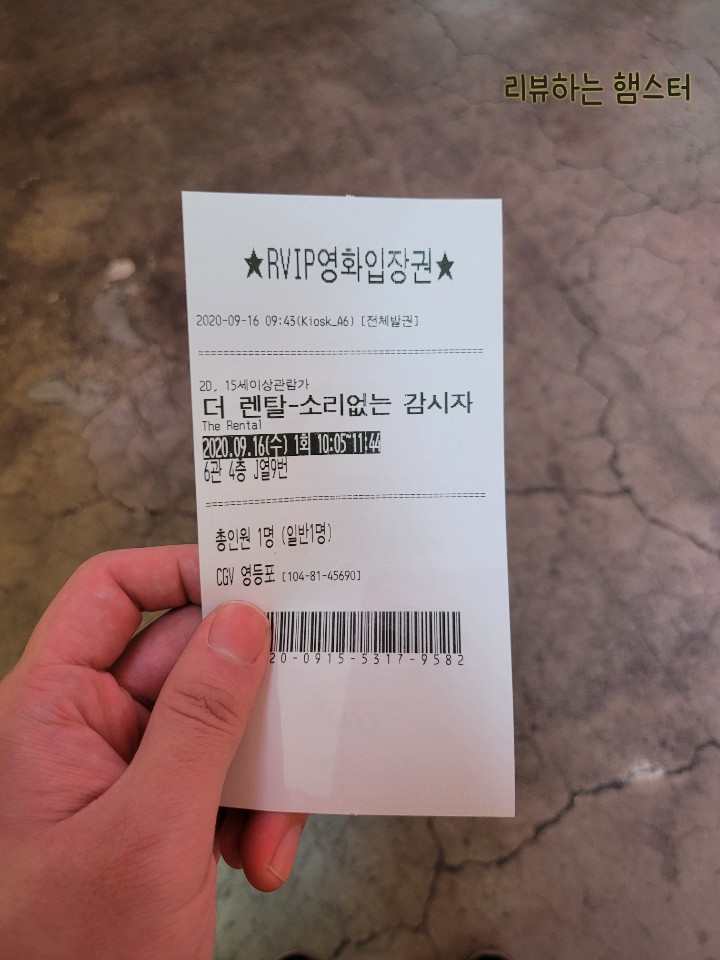 리뷰하는 햄스터
★RVIP영화입장권★
2020-09-16 09:43(Kiosk_A6) [전체발권]
2D, 15세이상관람가
더 렌탈-소리없는 감시자
The Rental
2020.09.16(수) 1회 10:05~11:44
6관 4층 J열9번
총인원 1명 (일반1명)
CGV 영등포 [104-81-45690]
20-0915-5317-9582